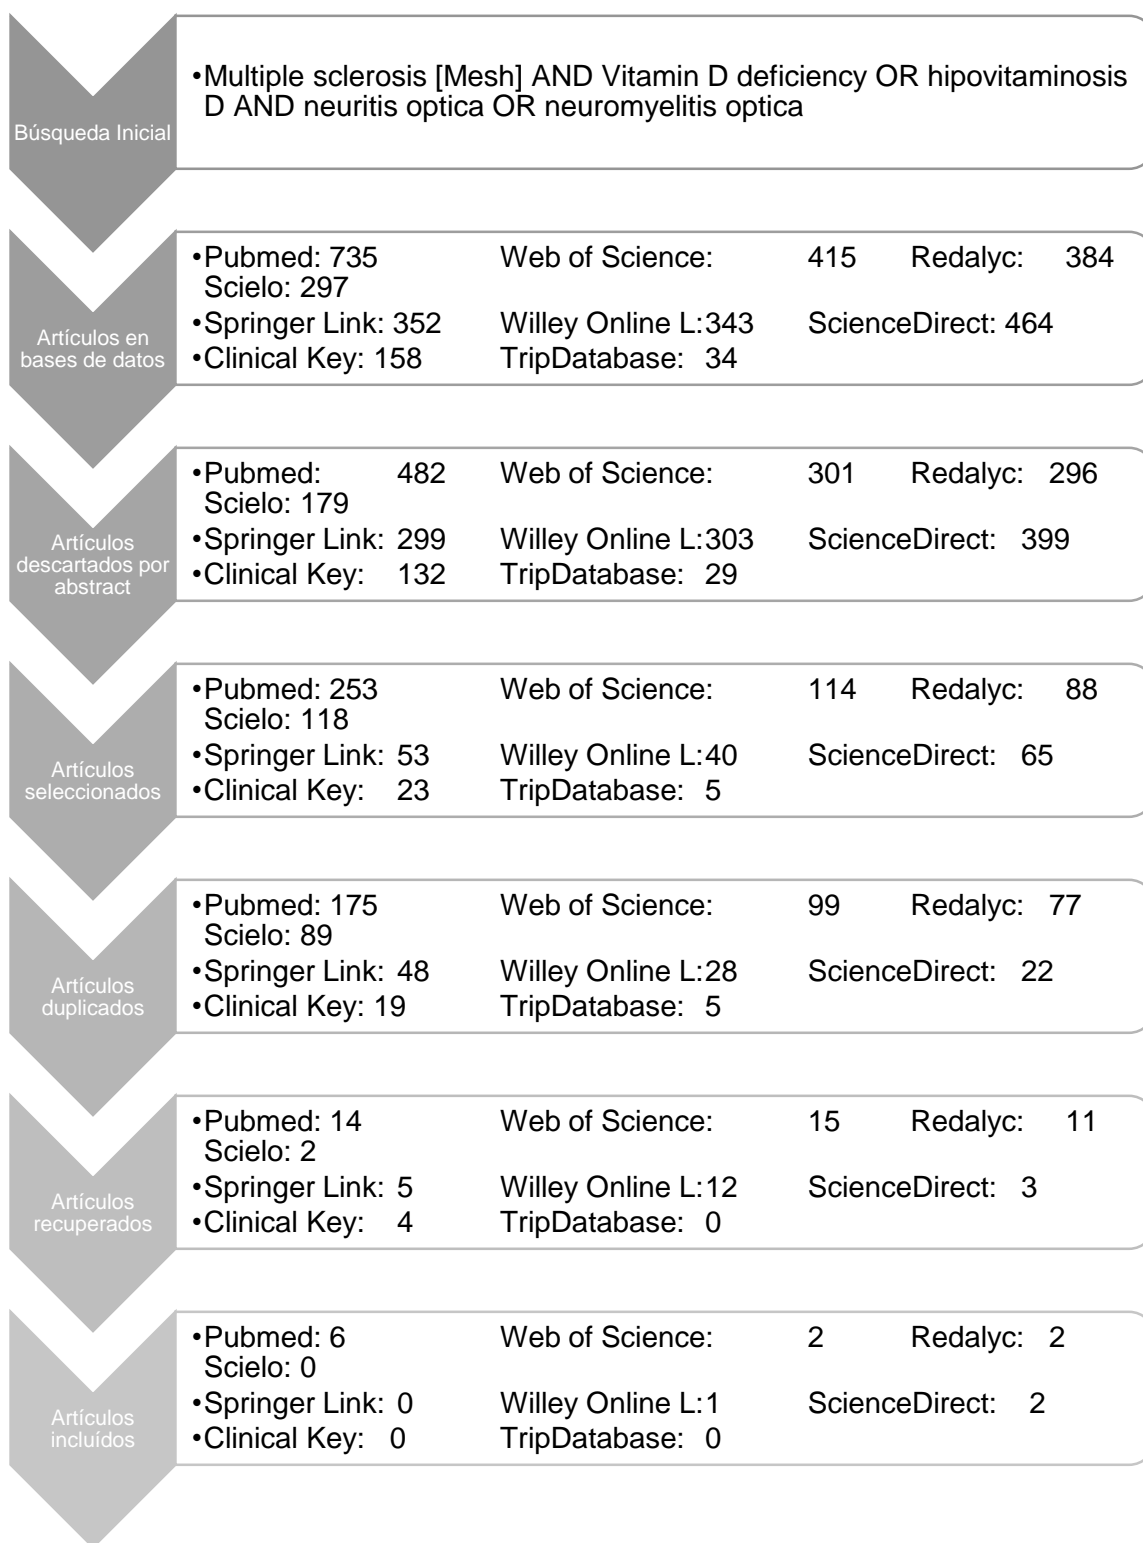 Búsqueda Inicial
•Multiple sclerosis [Mesh] AND Vitamin D deficiency OR hipovitaminosis
D AND neuritis optica OR neuromyelitis optica
Artículos en
bases de datos
•Pubmed: 735 Web of Science: 415 Redalyc: 384
Scielo: 297
•Springer Link: 352 Willey Online L:343 ScienceDirect: 464
•Clinical Key: 158 TripDatabase: 34
Artículos
descartados por
abstract
•Pubmed: 482 Web of Science: 301 Redalyc: 296
Scielo: 179
•Springer Link: 299 Willey Online L:303 ScienceDirect: 399
•Clinical Key: 132 TripDatabase: 29
Artículos
seleccionados
•Pubmed: 253 Web of Science: 114 Redalyc: 88
Scielo: 118
•Springer Link: 53 Willey Online L:40 ScienceDirect: 65
•Clinical Key: 23 TripDatabase: 5
Artículos
duplicados
•Pubmed: 175 Web of Science: 99 Redalyc: 77
Scielo: 89
•Springer Link: 48 Willey Online L:28 ScienceDirect: 22
•Clinical Key: 19 TripDatabase: 5
Artículos
recuperados
•Pubmed: 14 Web of Science: 15 Redalyc: 11
Scielo: 2
•Springer Link: 5 Willey Online L:12 ScienceDirect: 3
•Clinical Key: 4 TripDatabase: 0
Artículos
incluídos
•Pubmed: 6 Web of Science: 2 Redalyc: 2
Scielo: 0
•Springer Link: 0 Willey Online L:1 ScienceDirect: 2
•Clinical Key: 0 TripDatabase: 0